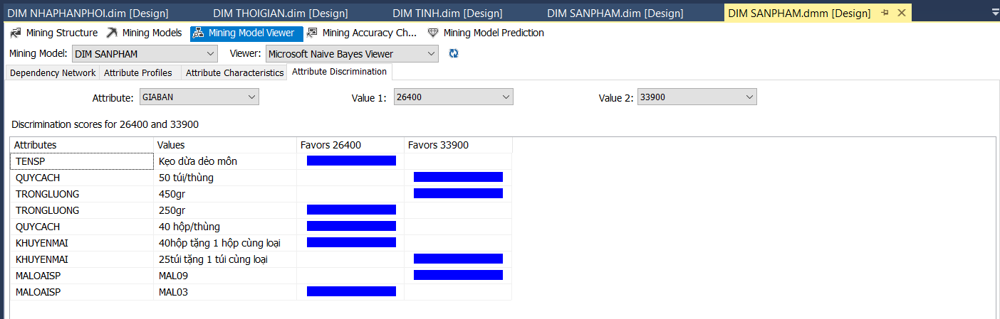 DIM NHAPHANPHOI.dim [Design] DIM THOIGIAN.dim [Design] DIM TINH.dim [Design] DIM SANPHAM.dim [Design] DIM SANPHAM.dmm [Design]
Mining Structure Mining Models Mining Model Viewer Mining Accuracy Ch... Mining Model Prediction
Mining Model: DIM SANPHAM Viewer: Microsoft Naive Bayes Viewer
Dependency Network Attribute Profiles Attribute Characteristics Attribute Discrimination
Attribute: GIABAN Value 1: 26400 Value 2: 33900
Discrimination scores for 26400 and 33900
Attributes Values Favors 26400 Favors 33900
TENSP Kẹo dừa dẻo môn
QUYCACH 50 túi/thùng
TRONGLUONG 450gr
TRONGLUONG 250gr
QUYCACH 40 hộp/thùng
KHUYENMAI 40hộp tặng 1 hộp cùng loại
KHUYENMAI 25túi tặng 1 túi cùng loại
MALOAISP MAL09
MALOAISP MAL03